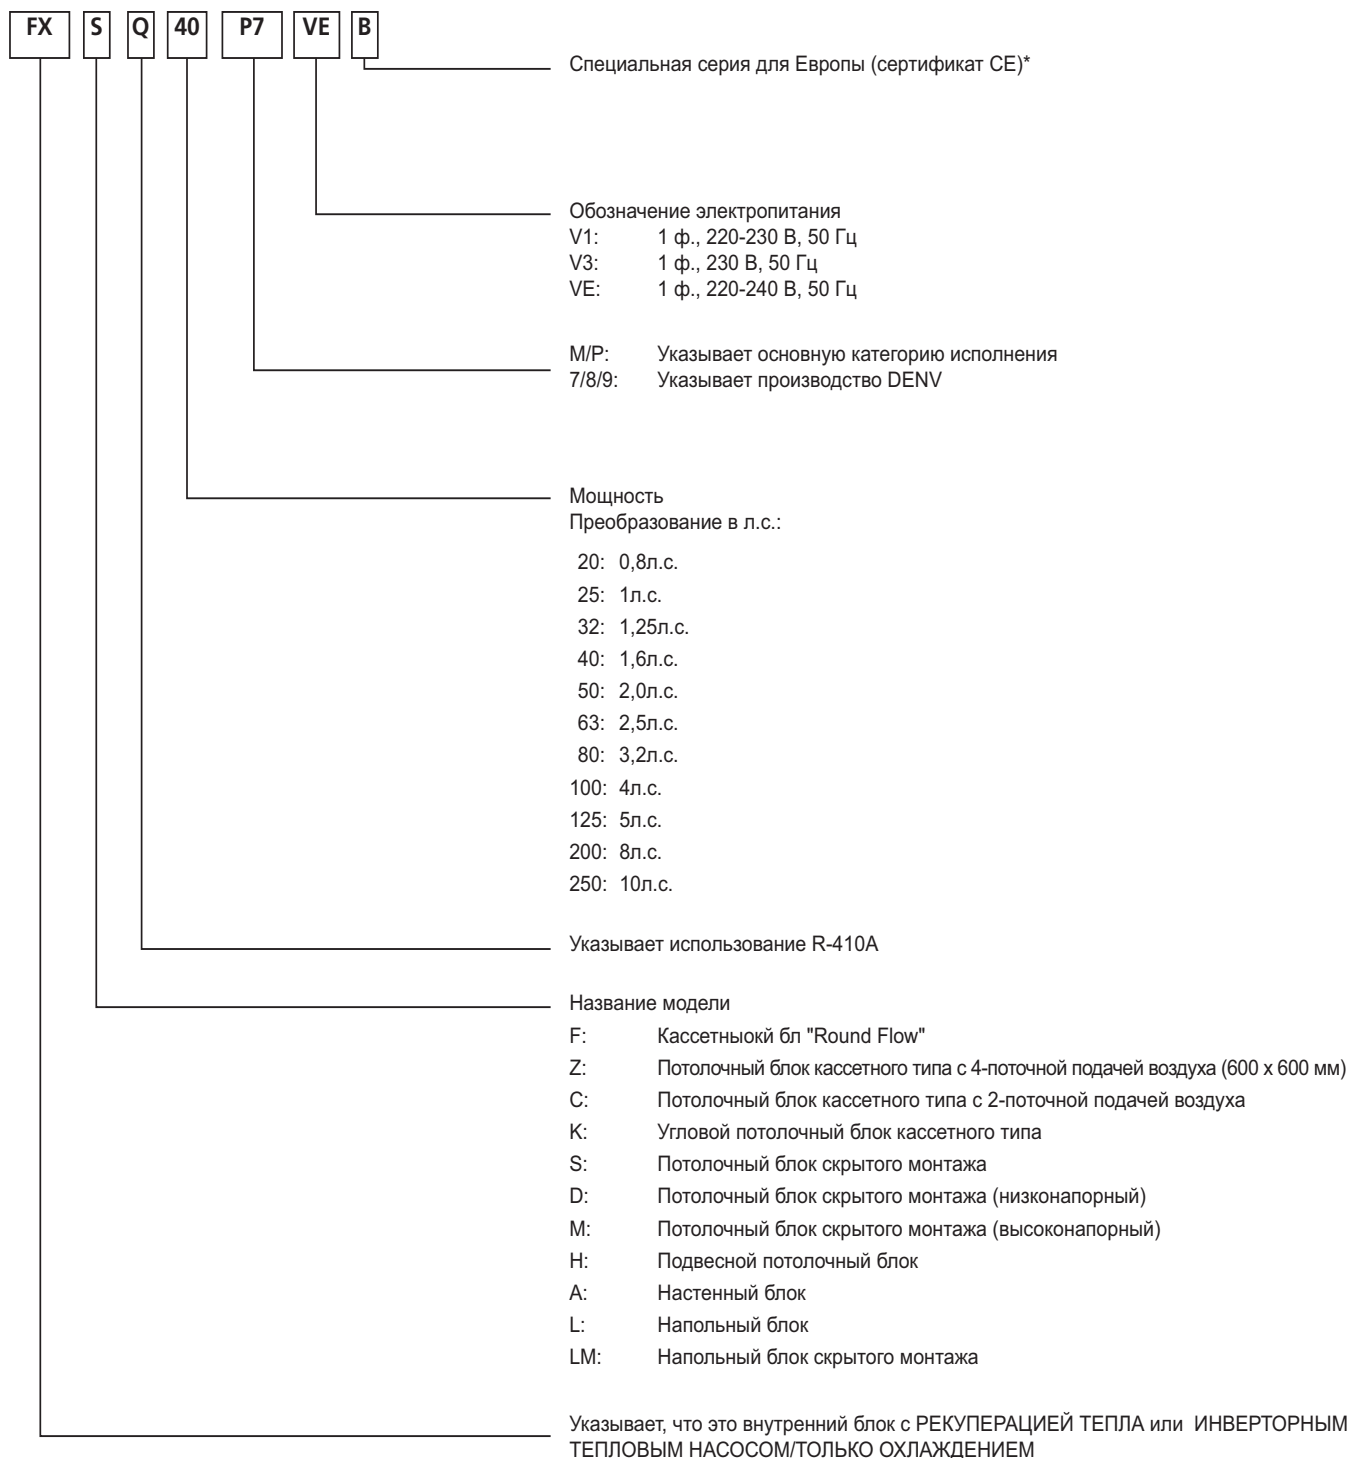 FX S Q 40 P7 VE B
Специальная серия для Европы (сертификат CE)*
Обозначение электропитания
V1: 1 ф., 220-230 В, 50 Гц
V3: 1 ф., 230 В, 50 Гц
VE: 1 ф., 220-240 В, 50 Гц
M/P: Указывает основную категорию исполнения
7/8/9: Указывает производство DENV
Мощность
Преобразование в л.с.:
20: 0,8л.с.
25: 1л.с.
32: 1,25л.с.
40: 1,6л.с.
50: 2,0л.с.
63: 2,5л.с.
80: 3,2л.с.
100: 4л.с.
125: 5л.с.
200: 8л.с.
250: 10л.с.
Указывает использование R-410A
Название модели
F: Кассетныокй бл "Round Flow"
Z: Потолочный блок кассетного типа с 4-поточной подачей воздуха (600 x 600 мм)
C: Потолочный блок кассетного типа с 2-поточной подачей воздуха
K: Угловой потолочный блок кассетного типа
S: Потолочный блок скрытого монтажа
D: Потолочный блок скрытого монтажа (низконапорный)
M: Потолочный блок скрытого монтажа (высоконапорный)
H: Подвесной потолочный блок
A: Настенный блок
L: Напольный блок
LM: Напольный блок скрытого монтажа
Указывает, что это внутренний блок с РЕКУПЕРАЦИЕЙ ТЕПЛА или ИНВЕРТОРНЫМ
ТЕПЛОВЫМ НАСОСОМ/ТОЛЬКО ОХЛАЖДЕНИЕМ